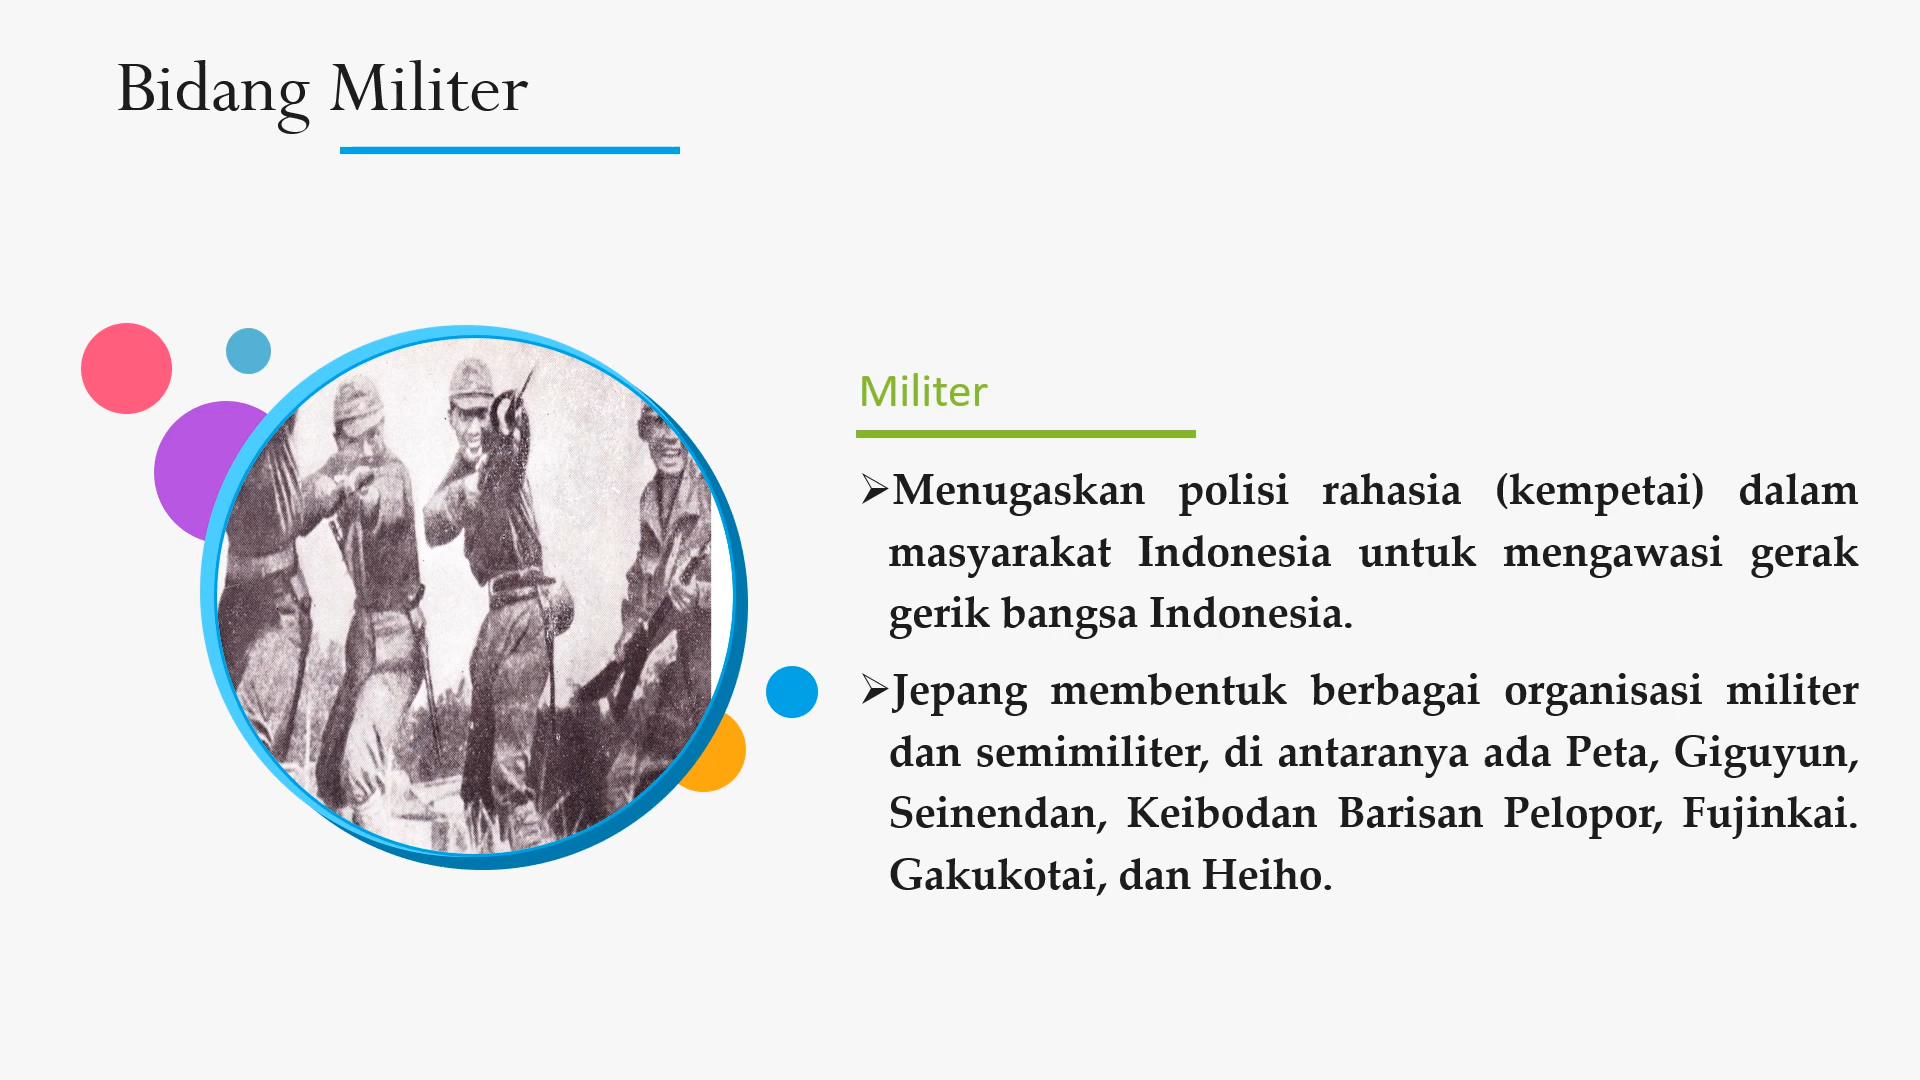 Bidang Militer
Militer
➢Menugaskan polisi rahasia (kempetai) dalam
masyarakat Indonesia untuk mengawasi gerak
gerik bangsa Indonesia.
➢Jepang membentuk berbagai organisasi militer
dan semimiliter, di antaranya ada Peta, Giguyun,
Seinendan, Keibodan Barisan Pelopor, Fujinkai.
Gakukotai, dan Heiho.